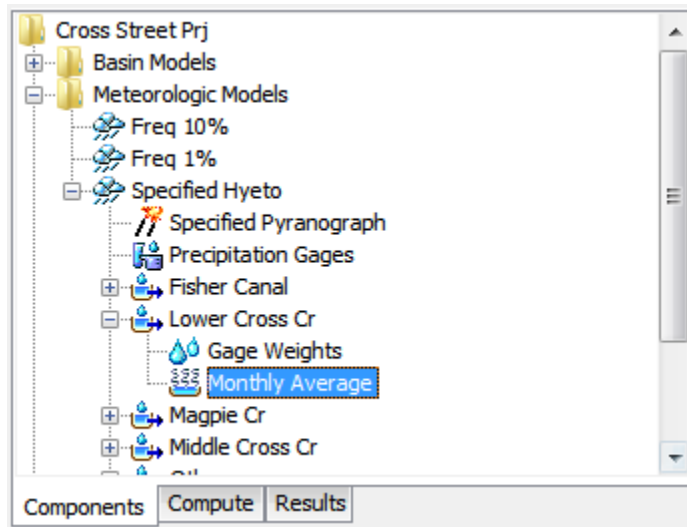 Cross Street Prj
Basin Models
Meteorologic Models
Freq 10%
Freq 1%
Specified Hyeto
Specified Pyranograph
Precipitation Gages
Fisher Canal
Lower Cross Cr
Gage Weights
Monthly Average
Magpie Cr
Middle Cross Cr
Components Compute Results